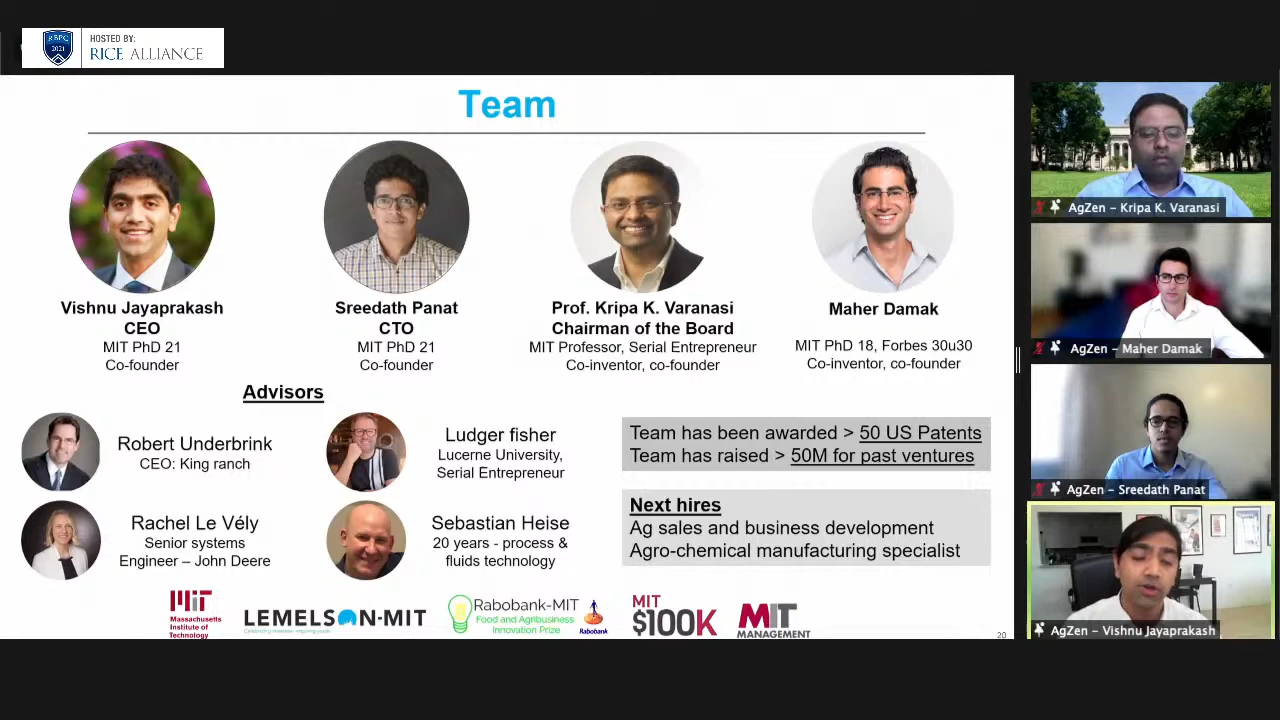 RBPC
2021
HOSTED BY:
RICE ALLIANCE
Team
Vishnu Jayaprakash
CEO
MIT PhD 21
Co-founder
Sreedath Panat
CTO
MIT PhD 21
Co-founder
Prof. Kripa K. Varanasi
Chairman of the Board
MIT Professor, Serial Entrepreneur
Co-inventor, co-founder
Maher Damak
MIT PhD 18, Forbes 30u30
Co-inventor, co-founder
Advisors
Robert Underbrink
CEO: King ranch
Ludger fisher
Lucerne University,
Serial Entrepreneur
Rachel Le Vély
Senior systems
Engineer – John Deere
Sebastian Heise
20 years - process &
fluids technology
Team has been awarded > 50 US Patents
Team has raised > 50M for past ventures
Next hires
Ag sales and business development
Agro-chemical manufacturing specialist
MIT
Massachusetts
Institute of
Technology
LEMELSON-MIT
Rabobank-MIT
Food and Agribusiness
Innovation Prize
Rabobank
MIT
$100K
MIT
MANAGEMENT
20
AgZen – Kripa K. Varanasi
AgZen – Maher Damak
AgZen – Sreedath Panat
AgZen – Vishnu Jayaprakash